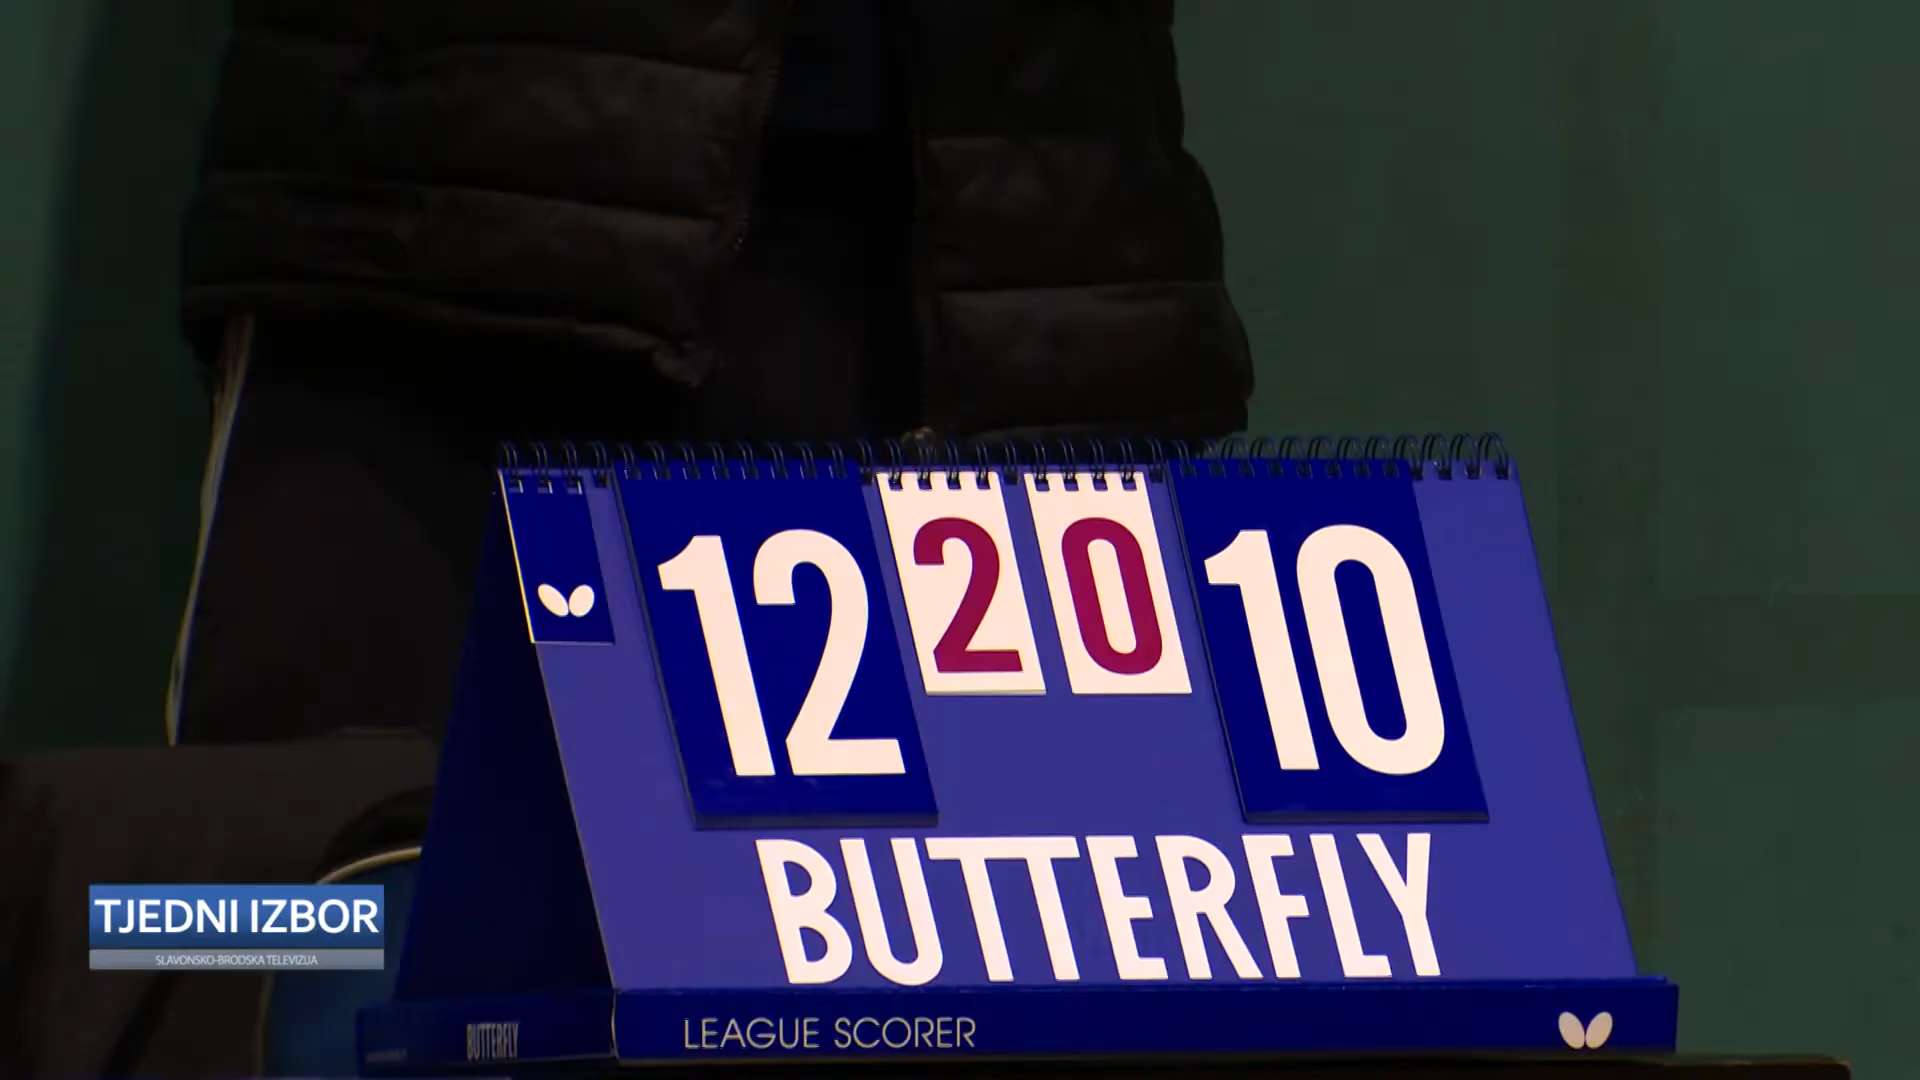 12 2 0 10
BUTTERFLY
BUTTERFLY
LEAGUE SCORER
TJEDNI IZBOR
SLAVONSKO-BRODSKA TELEVIZIJA